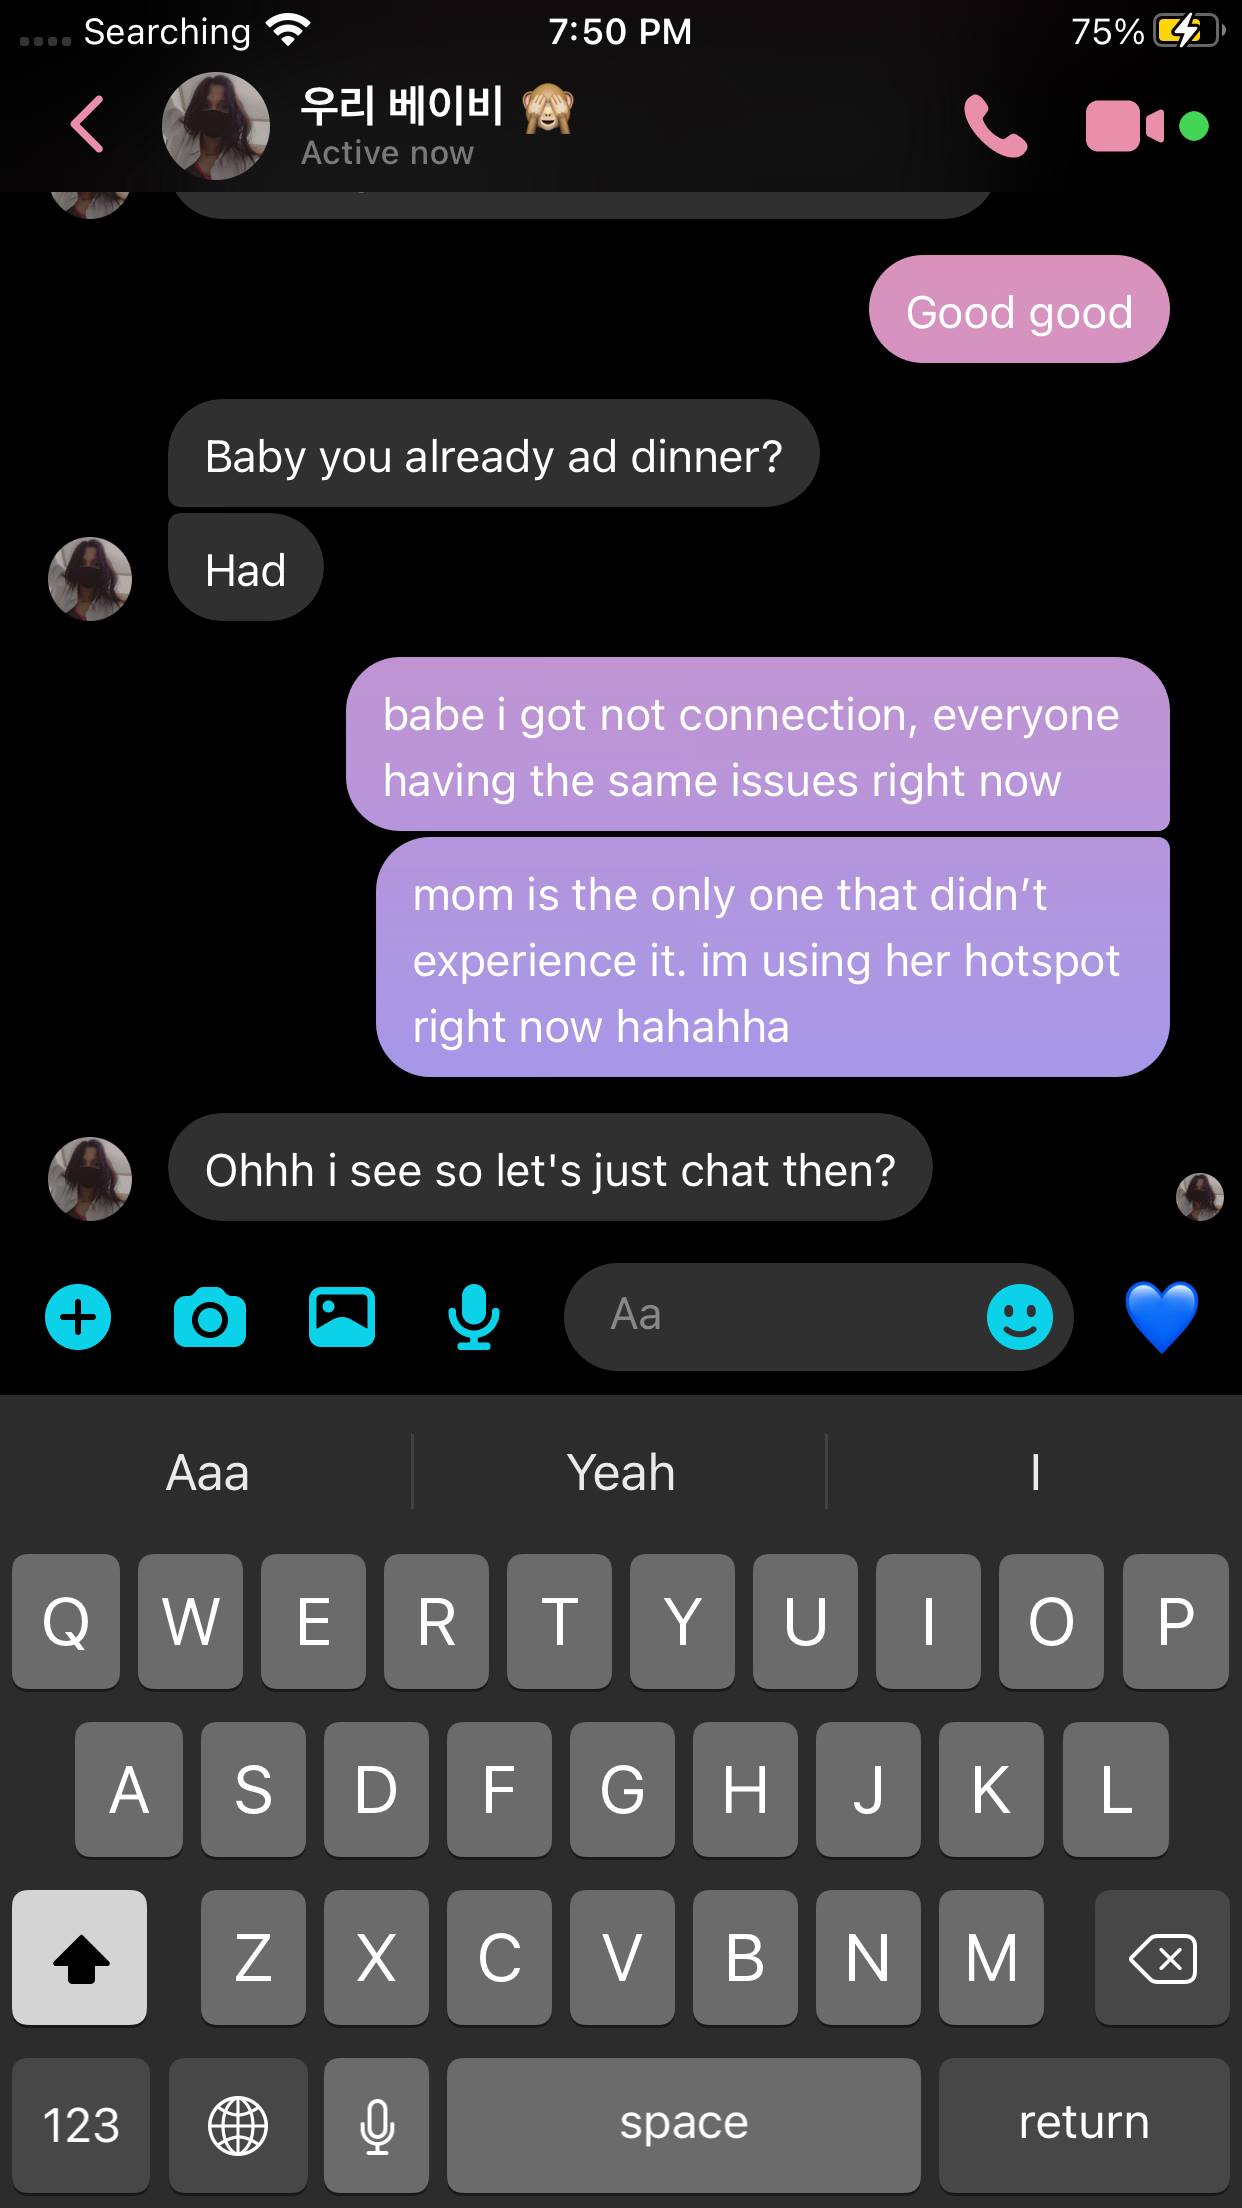 Searching
7:50 PM
75%
우리 베이비 🙈
Active now
Good good
Baby you already ad dinner?
Had
babe i got not connection, everyone
having the same issues right now
mom is the only one that didn’t
experience it. im using her hotspot
right now hahahha
Ohhh i see so let's just chat then?
Aa
Aaa
Yeah
I
Q W E R T Y U I O P
A S D F G H J K L
Z X C V B N M
123
space
return